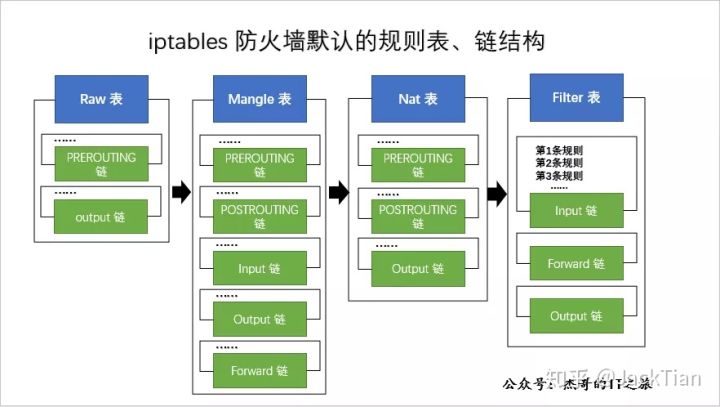 iptables 防火墙默认的规则表、链结构
Raw 表
……
PREROUTING
链
……
output 链
Mangle 表
……
PREROUTING
链
……
POSTROUTING
链
……
Input 链
……
Output 链
……
Forward 链
Nat 表
……
PREROUTING
链
……
POSTROUTING
链
……
Output 链
Filter 表
第1条规则
第2条规则
第3条规则
……
Input 链
Forward 链
Output 链
公众号:杰哥的IT之旅
知乎 @JackTian